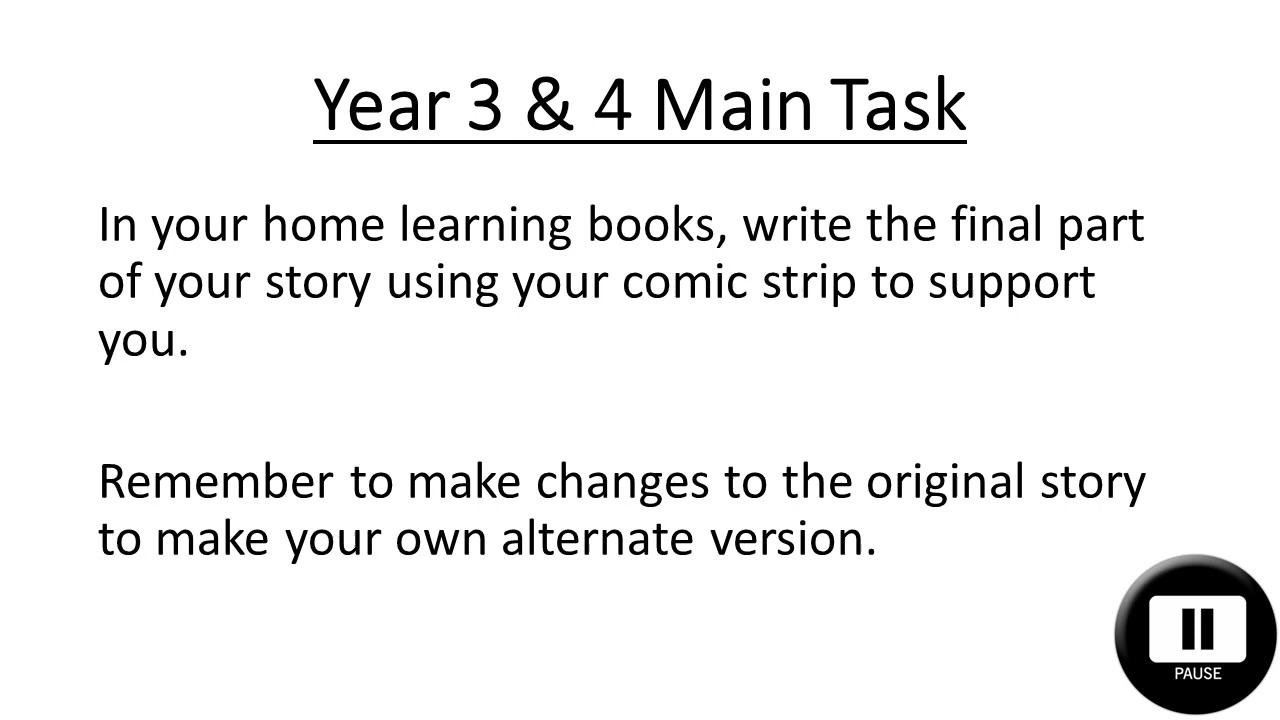 Year 3 & 4 Main Task
In your home learning books, write the final part
of your story using your comic strip to support
you.
Remember to make changes to the original story
to make your own alternate version.
PAUSE